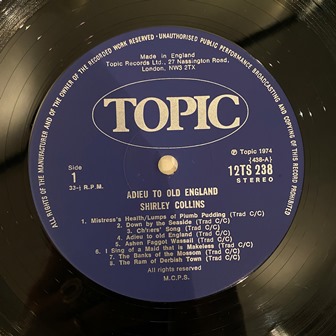 ALL RIGHTS OF THE MANUFACTURER AND OF THE OWNER OF THE RECORDED WORK RESERVED · UNAUTHORISED PUBLIC PERFORMANCE BROADCASTING AND COPYING OF THIS RECORD PROHIBITED
Made in England
Topic Records Ltd., 27 Nassington Road,
London, NW3 2TX
TOPIC
℗ Topic 1974
Side
1
33-⅓ R.P.M.
(438-A)
12TS 238
STEREO
ADIEU TO OLD ENGLAND
SHIRLEY COLLINS
1. Mistress's Health/Lumps of Plumb Pudding (Trad C/C)
2. Down by the Seaside (Trad C/C)
3. Chiners' Song (Trad C/C)
4. Adieu to old England (Trad C/C)
5. Ashen Faggot Wassail (Trad C/C)
6. I Sing of a Maid that is Makeless (Trad C/C)
7. The Banks of the Mossom (Trad C/C)
8. The Ram of Derbish Town (Trad C/C)
All rights reserved
M.C.P.S.